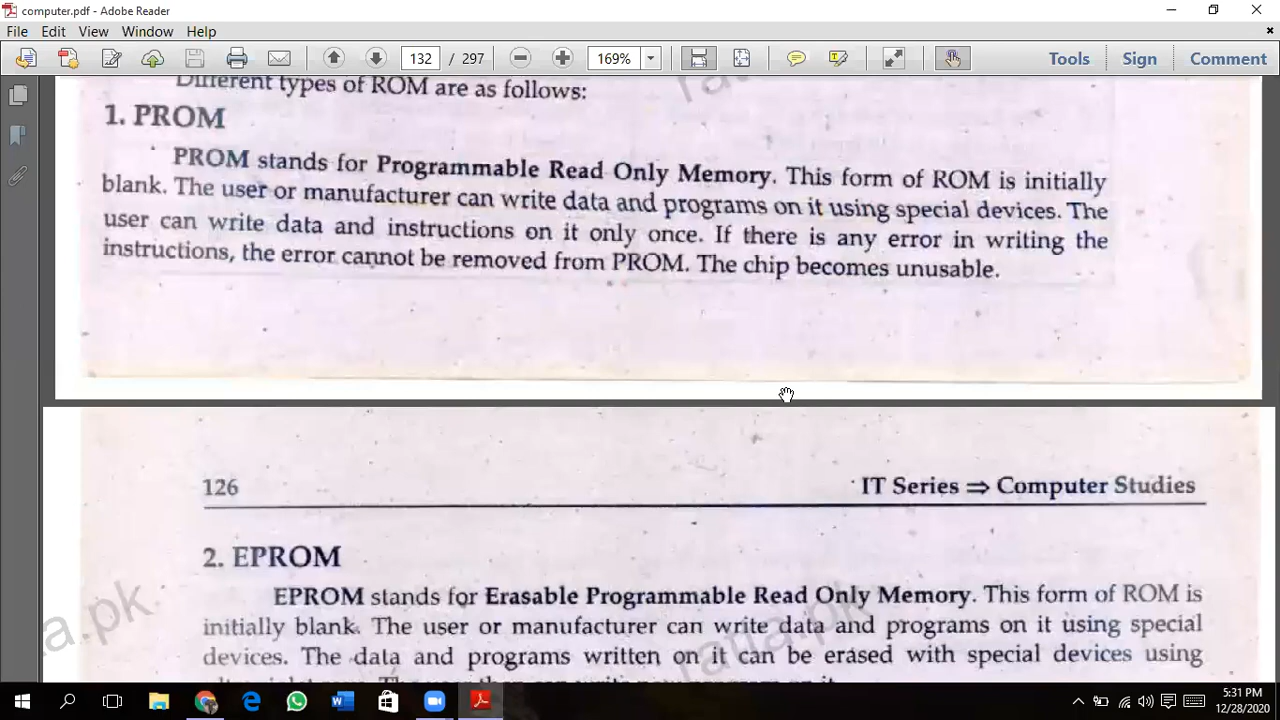 computer.pdf - Adobe Reader
File Edit View Window Help
132 / 297 169% Tools Sign Comment
Different types of ROM are as follows:
1. PROM
PROM stands for Programmable Read Only Memory. This form of ROM is initially
blank. The user or manufacturer can write data and programs on it using special devices. The
user can write data and instructions on it only once. If there is any error in writing the
instructions, the error cannot be removed from PROM. The chip becomes unusable.
126 IT Series ⇒ Computer Studies
2. EPROM
EPROM stands for Erasable Programmable Read Only Memory. This form of ROM is
initially blank. The user or manufacturer can write data and programs on it using special
devices. The data and programs written on it can be erased with special devices using
5:31 PM
12/28/2020